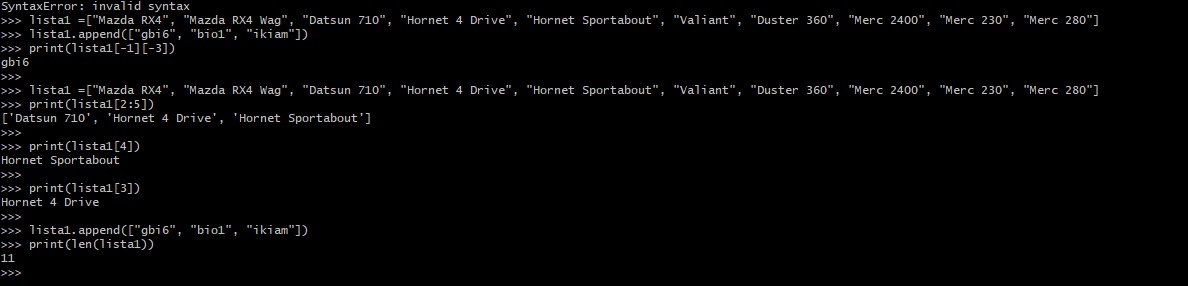 SyntaxError: invalid syntax
>>> lista1 =["Mazda RX4", "Mazda RX4 Wag", "Datsun 710", "Hornet 4 Drive", "Hornet Sportabout", "Valiant", "Duster 360", "Merc 2400", "Merc 230", "Merc 280"]
>>> lista1.append(["gbi6", "bio1", "ikiam"])
>>> print(lista1[-1][-3])
gbi6
>>>
>>> lista1 =["Mazda RX4", "Mazda RX4 Wag", "Datsun 710", "Hornet 4 Drive", "Hornet Sportabout", "Valiant", "Duster 360", "Merc 2400", "Merc 230", "Merc 280"]
>>> print(lista1[2:5])
['Datsun 710', 'Hornet 4 Drive', 'Hornet Sportabout']
>>>
>>> print(lista1[4])
Hornet Sportabout
>>>
>>> print(lista1[3])
Hornet 4 Drive
>>>
>>> lista1.append(["gbi6", "bio1", "ikiam"])
>>> print(len(lista1))
11
>>>